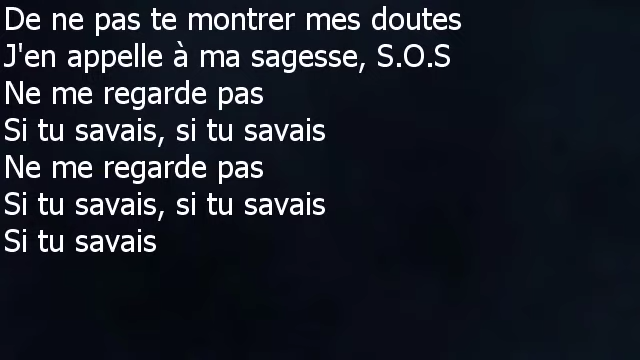 De ne pas te montrer mes doutes
J'en appelle à ma sagesse, S.O.S
Ne me regarde pas
Si tu savais, si tu savais
Ne me regarde pas
Si tu savais, si tu savais
Si tu savais